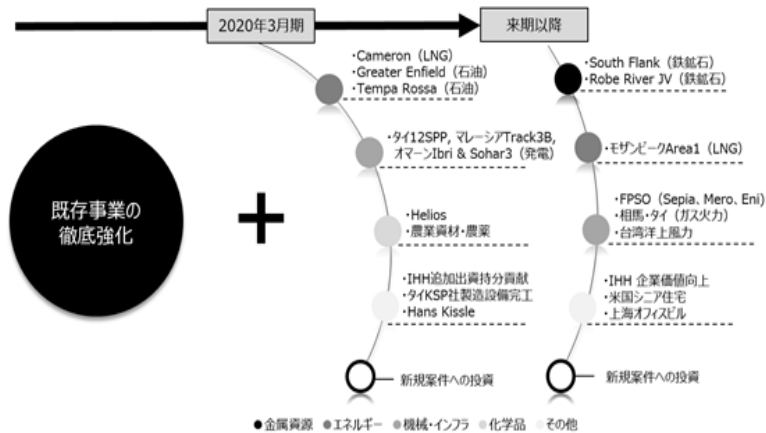 2020年3月期
来期以降
既存事業の
徹底強化
+
・Cameron（LNG）
・Greater Enfield（石油）
・Tempa Rossa（石油）
・タイ12SPP, マレーシアTrack3B,
オマーンIbri & Sohar3（発電）
・Helios
・農業資材・農薬
・IHH追加出資持分貢献
・タイKSP社製造設備完工
・Hans Kissle
新規案件への投資
・South Flank（鉄鉱石）
・Robe River JV（鉄鉱石）
・モザンビークArea1（LNG）
・FPSO（Sepia、Mero、Eni）
・相馬・タイ（ガス火力）
・台湾洋上風力
・IHH 企業価値向上
・米国シニア住宅
・上海オフィスビル
新規案件への投資
●金属資源 ●エネルギー ●機械・インフラ ●化学品 ●その他